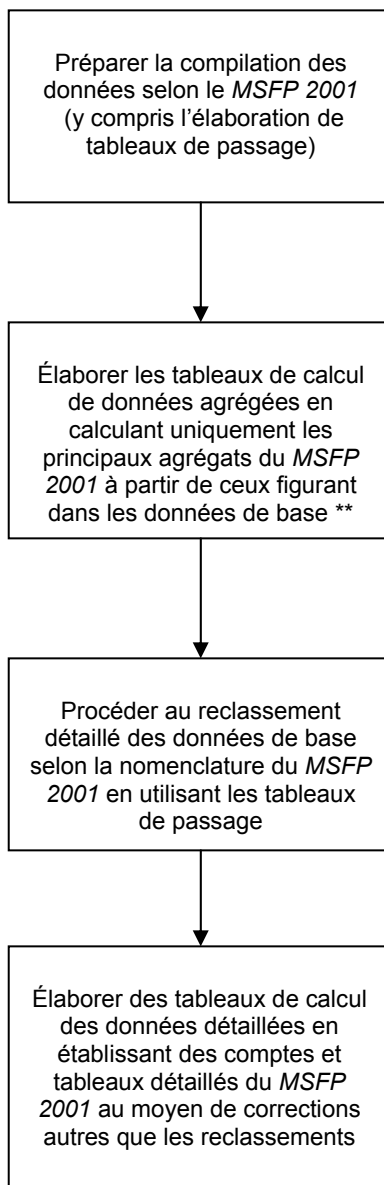 Préparer la compilation des
données selon le MSFP 2001
(y compris l’élaboration de
tableaux de passage)
Élaborer les tableaux de calcul
de données agrégées en
calculant uniquement les
principaux agrégats du MSFP
2001 à partir de ceux figurant
dans les données de base **
Procéder au reclassement
détaillé des données de base
selon la nomenclature du MSFP
2001 en utilisant les tableaux
de passage
Élaborer des tableaux de calcul
des données détaillées en
établissant des comptes et
tableaux détaillés du MSFP
2001 au moyen de corrections
autres que les reclassements